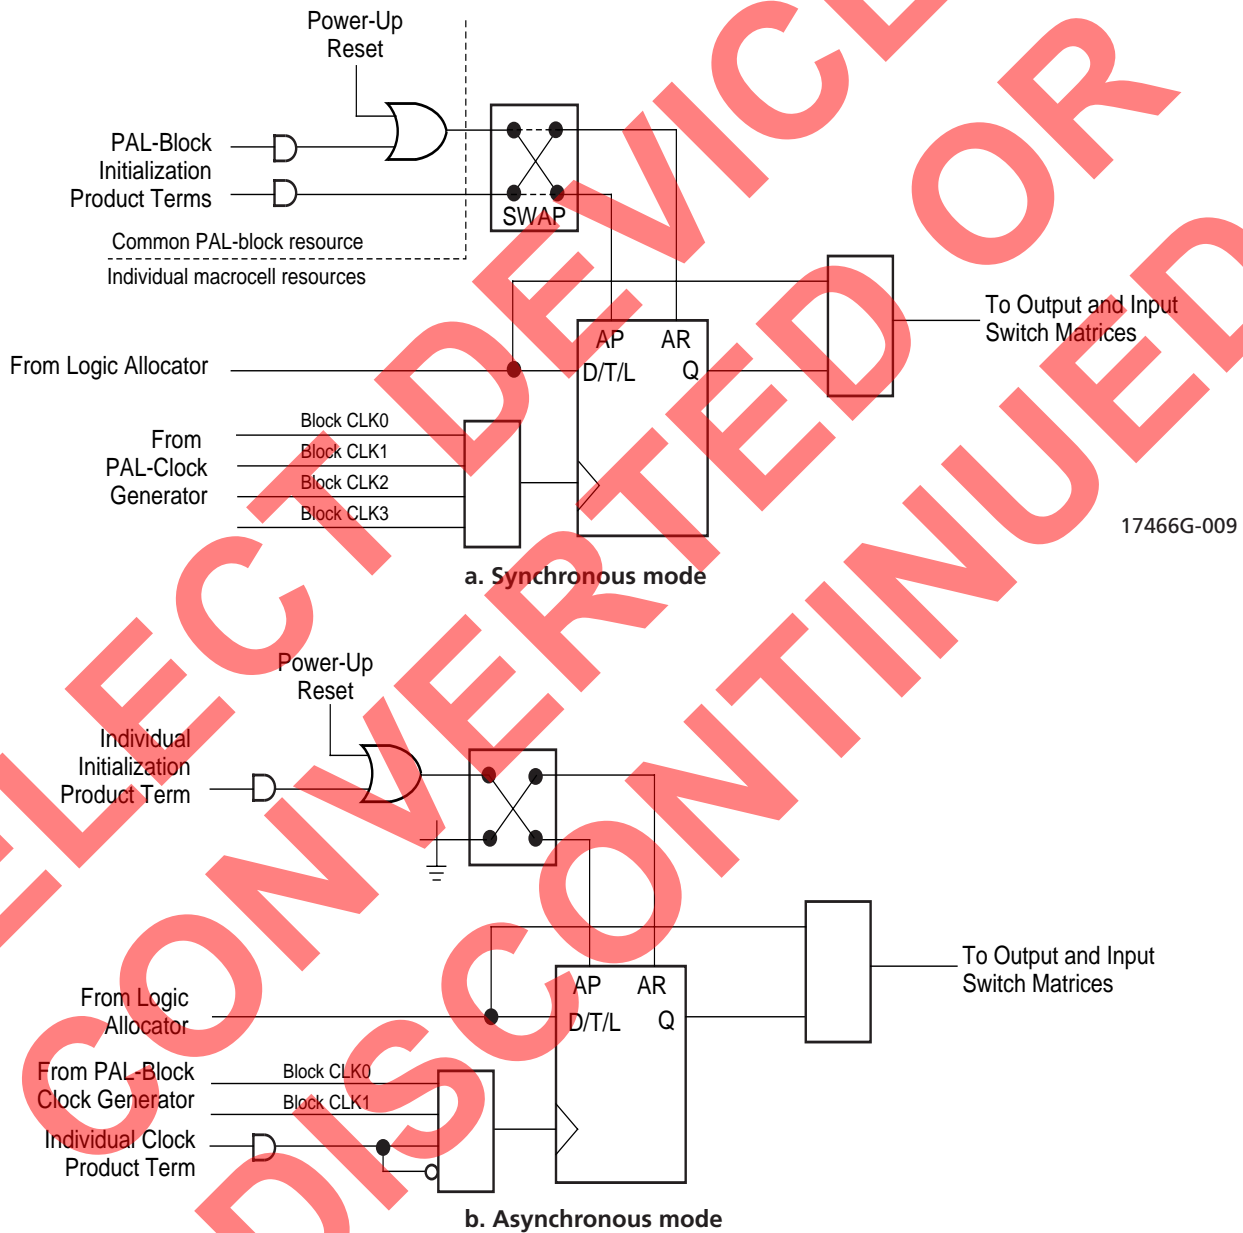 Power-Up
Reset
PAL-Block
Initialization
Product Terms
SWAP
Common PAL-block resource
Individual macrocell resources
To Output and Input
Switch Matrices
AP AR
From Logic Allocator
D/T/L Q
From
PAL-Clock
Generator
Block CLK0
Block CLK1
Block CLK2
Block CLK3
17466G-009
a. Synchronous mode
Power-Up
Reset
Individual
Initialization
Product Term
To Output and Input
Switch Matrices
AP AR
From Logic
Allocator
D/T/L Q
From PAL-Block
Clock Generator
Block CLK0
Block CLK1
Individual Clock
Product Term
b. Asynchronous mode
CONVERTED OR
DISCONTINUED